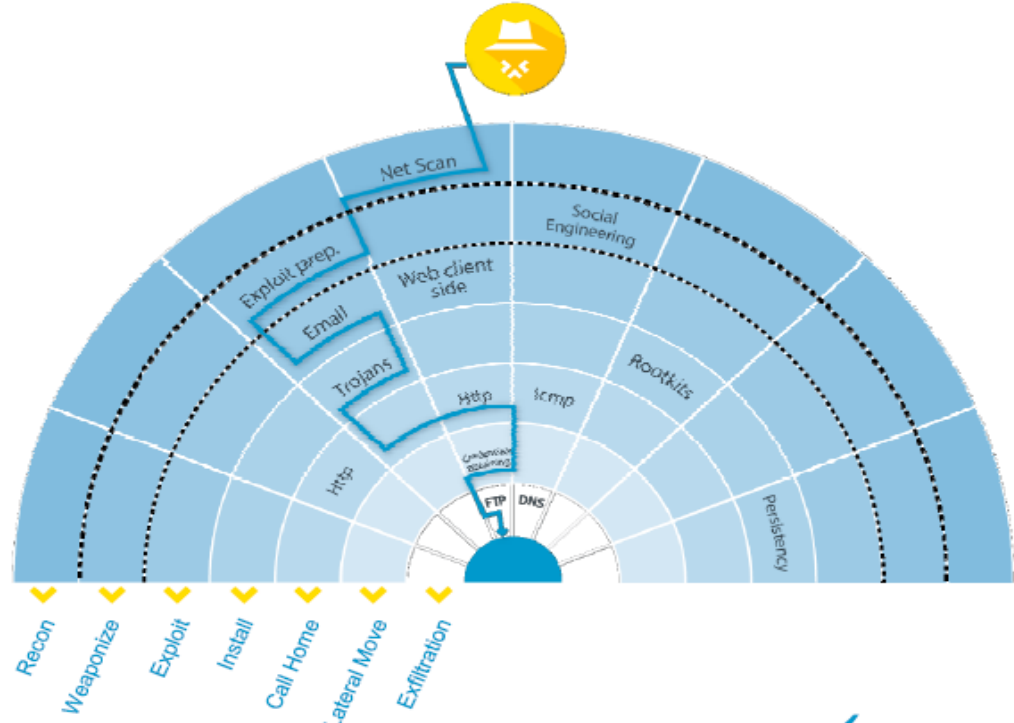 Net Scan
Social
Engineering
Exploit prep.
Web client
side
Email
Trojans
Rootkits
Http
Icmp
Http
FTP
DNS
Persistency
Recon
Weaponize
Exploit
Install
Call Home
Lateral Move
Exfiltration